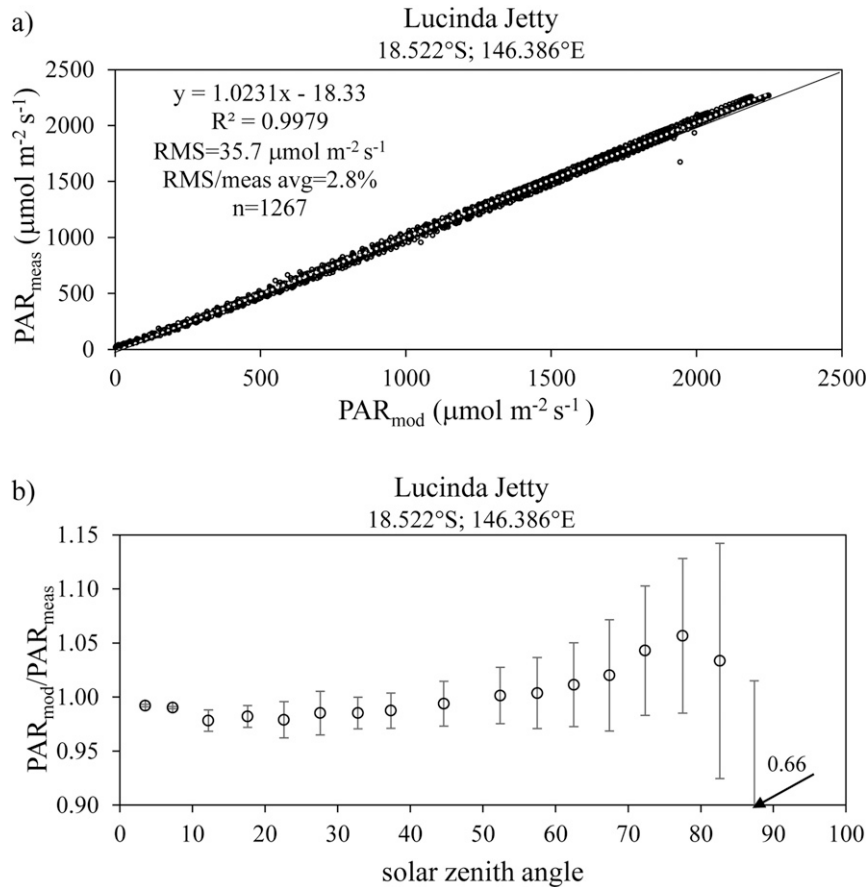 a)
Lucinda Jetty
18.522°S; 146.386°E
y = 1.0231x - 18.33
R² = 0.9979
RMS=35.7 μmol m⁻² s⁻¹
RMS/meas avg=2.8%
n=1267
PARmeas (μmol m⁻² s⁻¹)
2500
2000
1500
1000
500
0
0 500 1000 1500 2000 2500
PARmod (μmol m⁻² s⁻¹ )
b)
Lucinda Jetty
18.522°S; 146.386°E
PARmod/PARmeas
1.15
1.10
1.05
1.00
0.95
0.90
0.66
0 10 20 30 40 50 60 70 80 90 100
solar zenith angle